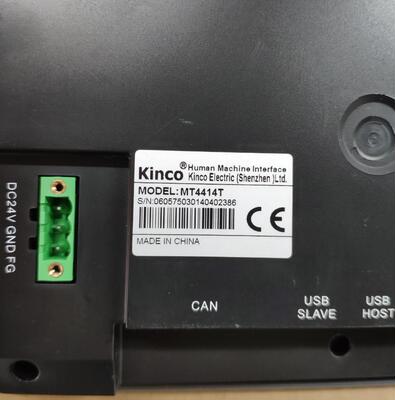 Kinco® Human Machine Interface
Kinco Electric (Shenzhen) Ltd.
MODEL:MT4414T
S/N:060575030140402386
CE
MADE IN CHINA
DC24V GND FG
CAN
USB SLAVE
USB HOST